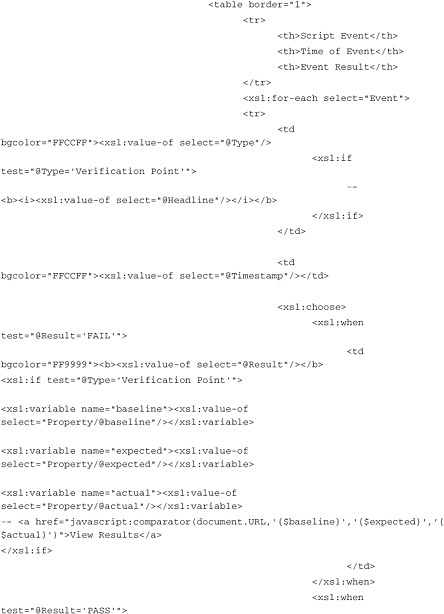 <table border="1">
<tr>
<th>Script Event</th>
<th>Time of Event</th>
<th>Event Result</th>
</tr>
<xsl:for-each select="Event">
<tr>
<td
bgcolor="FFCCFF"><xsl:value-of select="@Type"/>
<xsl:if
test="@Type='Verification Point'">
--
<b><i><xsl:value-of select="@Headline"/></i></b>
</xsl:if>
</td>
<td
bgcolor="FFCCFF"><xsl:value-of select="@Timestamp"/></td>
<xsl:choose>
<xsl:when
test="@Result='FAIL'">
<td
bgcolor="FF9999"><b><xsl:value-of select="@Result"/></b>
<xsl:if test="@Type='Verification Point'">
<xsl:variable name="baseline"><xsl:value-of
select="Property/@baseline"/></xsl:variable>
<xsl:variable name="expected"><xsl:value-of
select="Property/@expected"/></xsl:variable>
<xsl:variable name="actual"><xsl:value-of
select="Property/@actual"/></xsl:variable>
-- <a href="javascript:comparator(document.URL,'{$baseline}','{$expected}','{
$actual}')">View Results</a>
</xsl:if>
</td>
</xsl:when>
<xsl:when
test="@Result='PASS'">